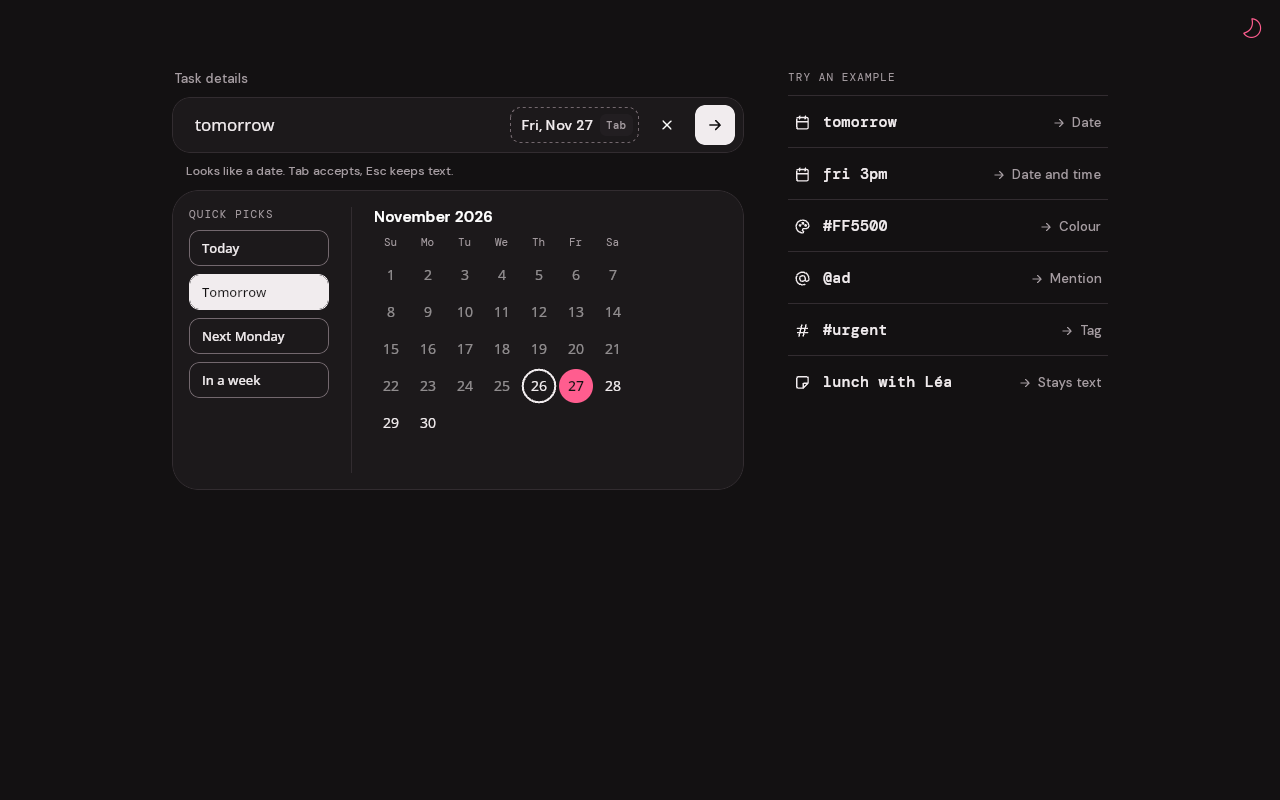 Task details
tomorrow Fri, Nov 27 Tab
Looks like a date. Tab accepts, Esc keeps text.
QUICK PICKS
Today
Tomorrow
Next Monday
In a week
November 2026
Su Mo Tu We Th Fr Sa
1 2 3 4 5 6 7
8 9 10 11 12 13 14
15 16 17 18 19 20 21
22 23 24 25 26 27 28
29 30
TRY AN EXAMPLE
tomorrow → Date
fri 3pm → Date and time
#FF5500 → Colour
@ad → Mention
#urgent → Tag
lunch with Léa → Stays text